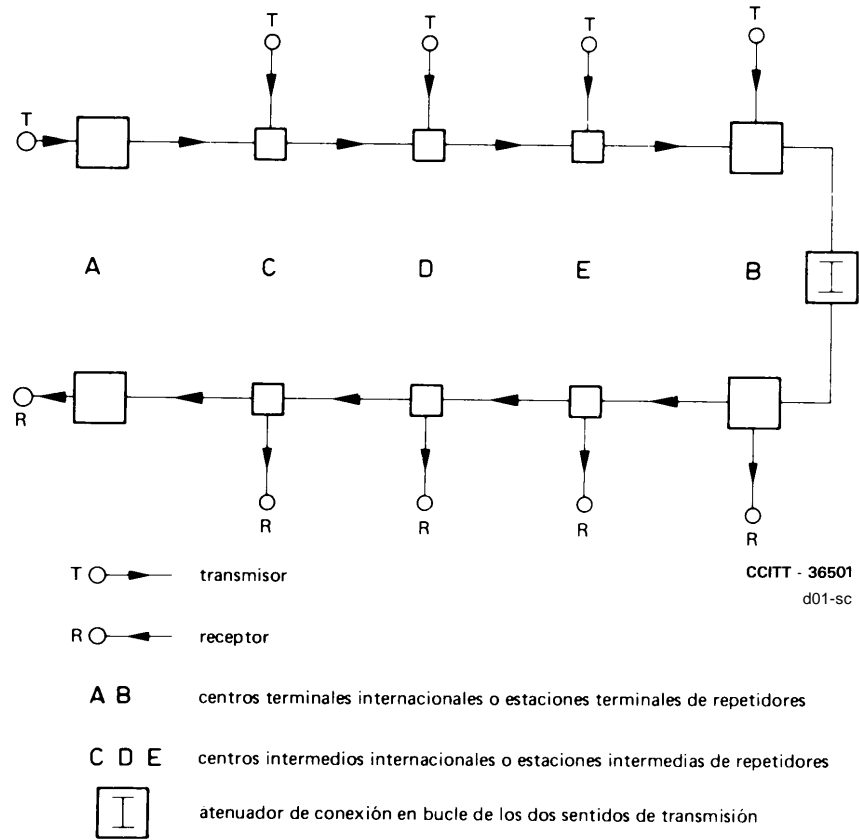 T T T T
T
A C D E B I
R
R R R R
T transmisor
CCITT - 36501
d01-sc
R receptor
A B centros terminales internacionales o estaciones terminales de repetidores
C D E centros intermedios internacionales o estaciones intermedias de repetidores
I atenuador de conexión en bucle de los dos sentidos de transmisión